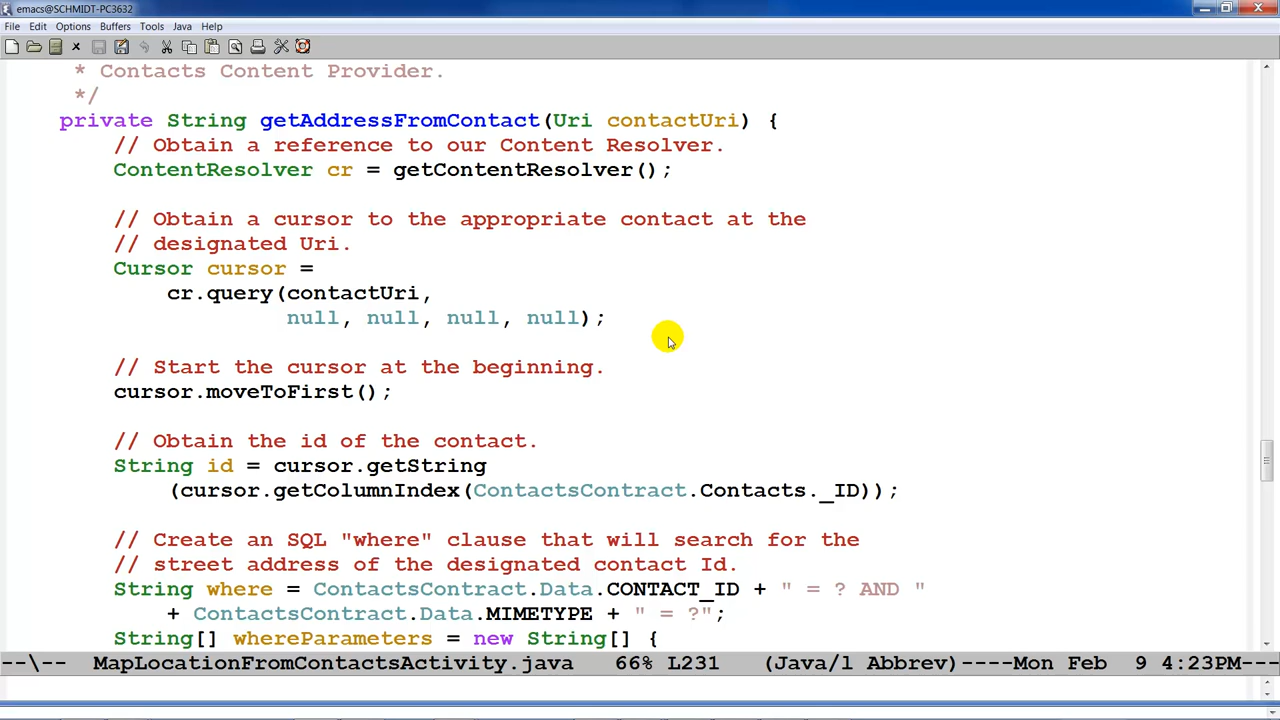 emacs@SCHMIDT-PC3632
File Edit Options Buffers Tools Java Help
* Contacts Content Provider.
*/
private String getAddressFromContact(Uri contactUri) {
// Obtain a reference to our Content Resolver.
ContentResolver cr = getContentResolver();
// Obtain a cursor to the appropriate contact at the
// designated Uri.
Cursor cursor =
cr.query(contactUri,
null, null, null, null);
// Start the cursor at the beginning.
cursor.moveToFirst();
// Obtain the id of the contact.
String id = cursor.getString
(cursor.getColumnIndex(ContactsContract.Contacts._ID));
// Create an SQL "where" clause that will search for the
// street address of the designated contact Id.
String where = ContactsContract.Data.CONTACT_ID + " = ? AND "
+ ContactsContract.Data.MIMETYPE + " = ?";
String[] whereParameters = new String[] {
--\-- MapLocationFromContactsActivity.java 66% L231 (Java/l Abbrev)----Mon Feb 9 4:23PM---